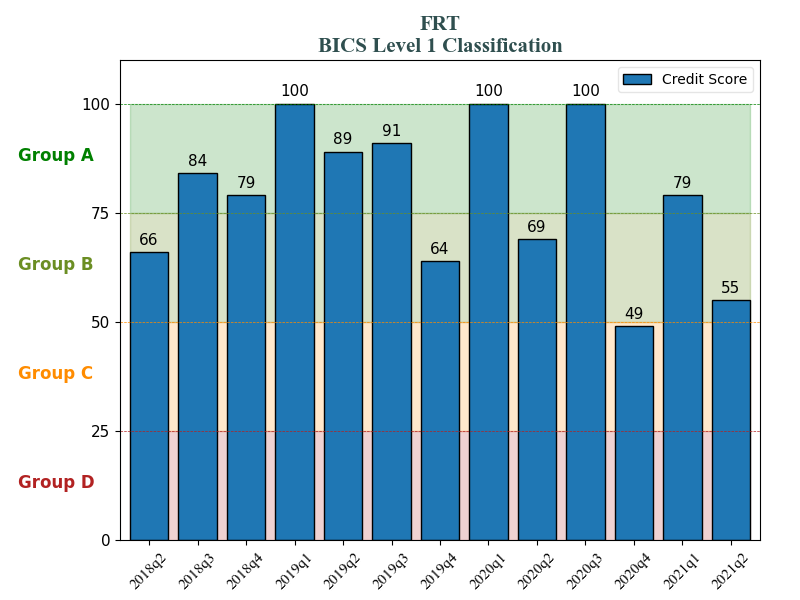 FRT
BICS Level 1 Classification
Credit Score
100
75
50
25
0
Group A
Group B
Group C
Group D
66
84
79
100
89
91
64
100
69
100
49
79
55
2018q2
2018q3
2018q4
2019q1
2019q2
2019q3
2019q4
2020q1
2020q2
2020q3
2020q4
2021q1
2021q2